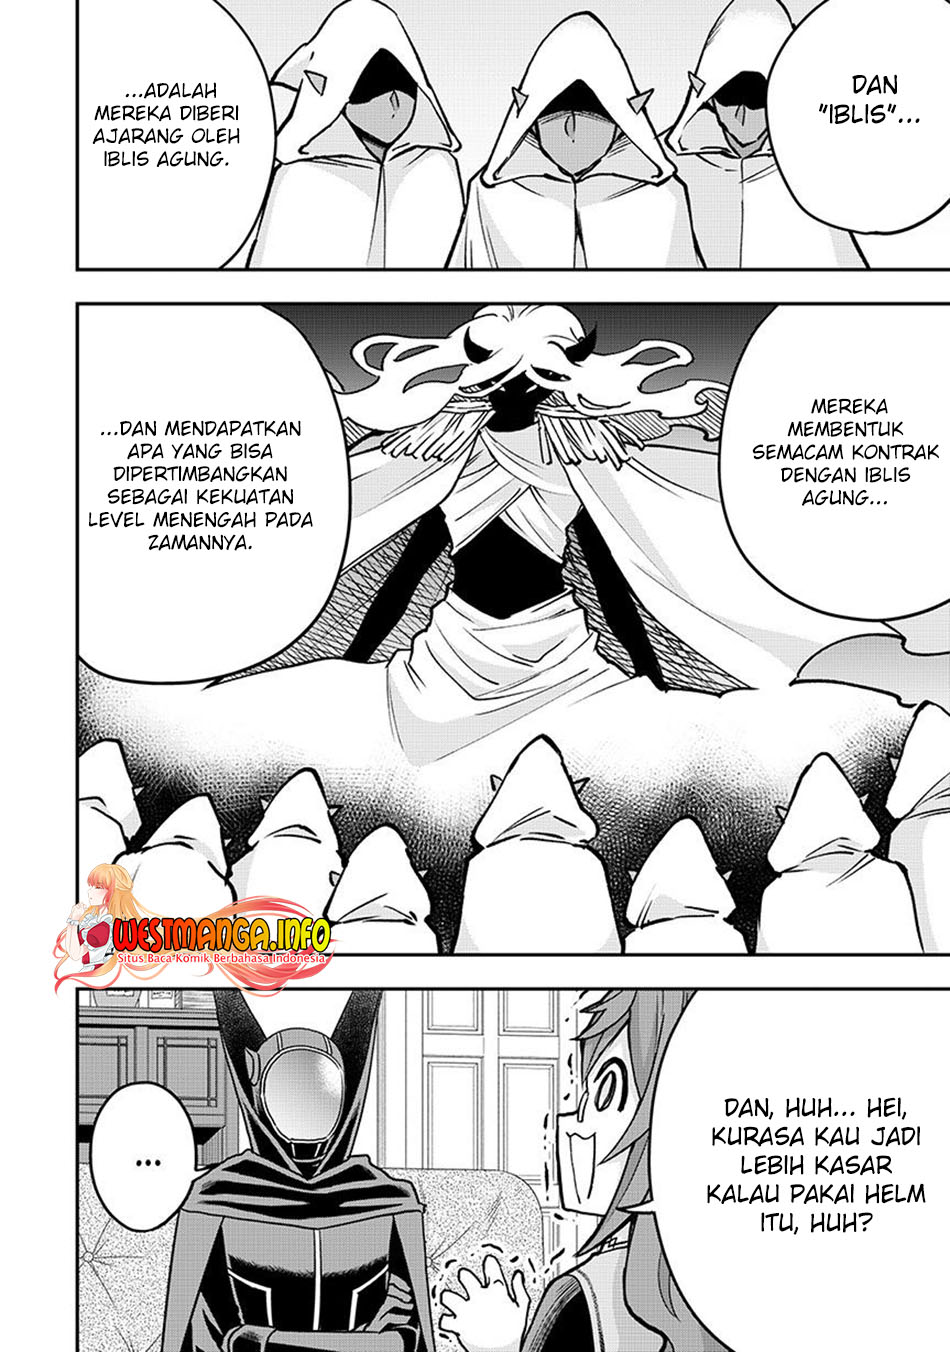 DAN
"IBLIS"...
...ADALAH
MEREKA DIBERI
AJARANG OLEH
IBLIS AGUNG.
MEREKA
MEMBENTUK
SEMACAM KONTRAK
DENGAN IBLIS
AGUNG...
...DAN MENDAPATKAN
APA YANG BISA
DIPERTIMBANGKAN
SEBAGAI KEKUATAN
LEVEL MENENGAH PADA
ZAMANNYA.
WESTMANGA.INFO
Situs Baca Komik Berbahasa Indonesia
DAN, HUH... HEI,
KURASA KAU JADI
LEBIH KASAR
KALAU PAKAI HELM
ITU, HUH?
...